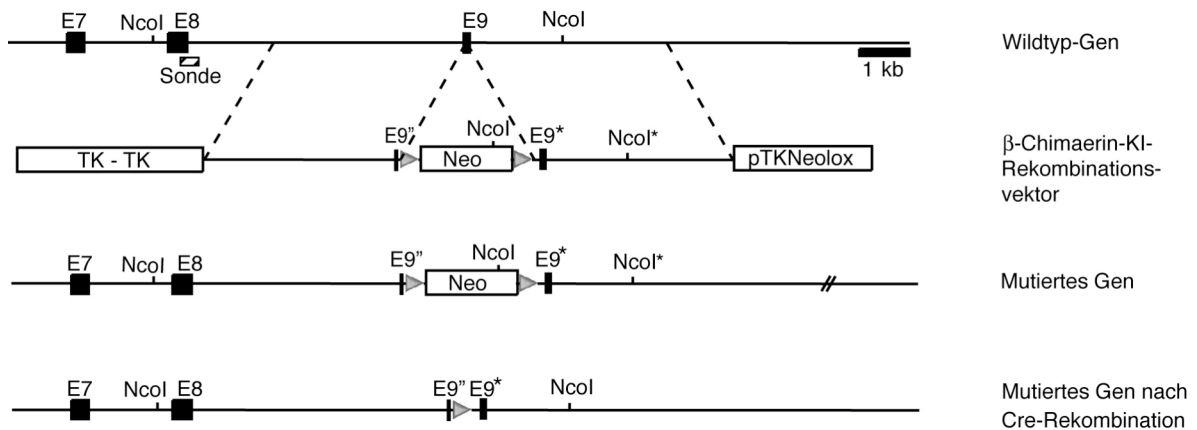 E7 NcoI E8 E9 NcoI Wildtyp-Gen
Sonde 1 kb
E9” NcoI E9* NcoI*
TK - TK Neo pTKNeolox β-Chimaerin-KI-
Rekombinations-
vektor
E7 NcoI E8 E9” NcoI E9* NcoI*
Neo Mutiertes Gen
E7 NcoI E8 E9” E9* NcoI Mutiertes Gen nach
Cre-Rekombination